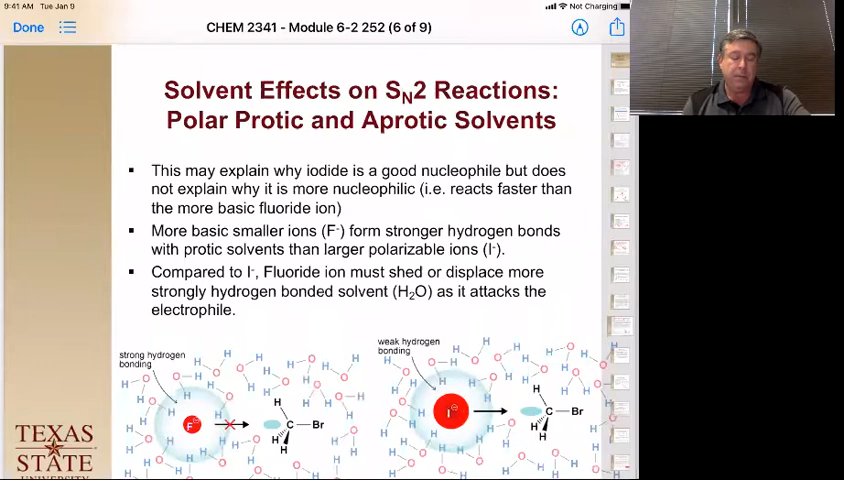 9:41 AM Tue Jan 9
Not Charging
Done
CHEM 2341 - Module 6-2 252 (6 of 9)
Solvent Effects on SN2 Reactions:
Polar Protic and Aprotic Solvents
This may explain why iodide is a good nucleophile but does
not explain why it is more nucleophilic (i.e. reacts faster than
the more basic fluoride ion)
More basic smaller ions (F-) form stronger hydrogen bonds
with protic solvents than larger polarizable ions (I-).
Compared to I-, Fluoride ion must shed or displace more
strongly hydrogen bonded solvent (H2O) as it attacks the
electrophile.
strong hydrogen
bonding
weak hydrogen
bonding
F
H
C
Br
H
H
I
H
C
Br
H
H
TEXAS
STATE
UNIVERSITY